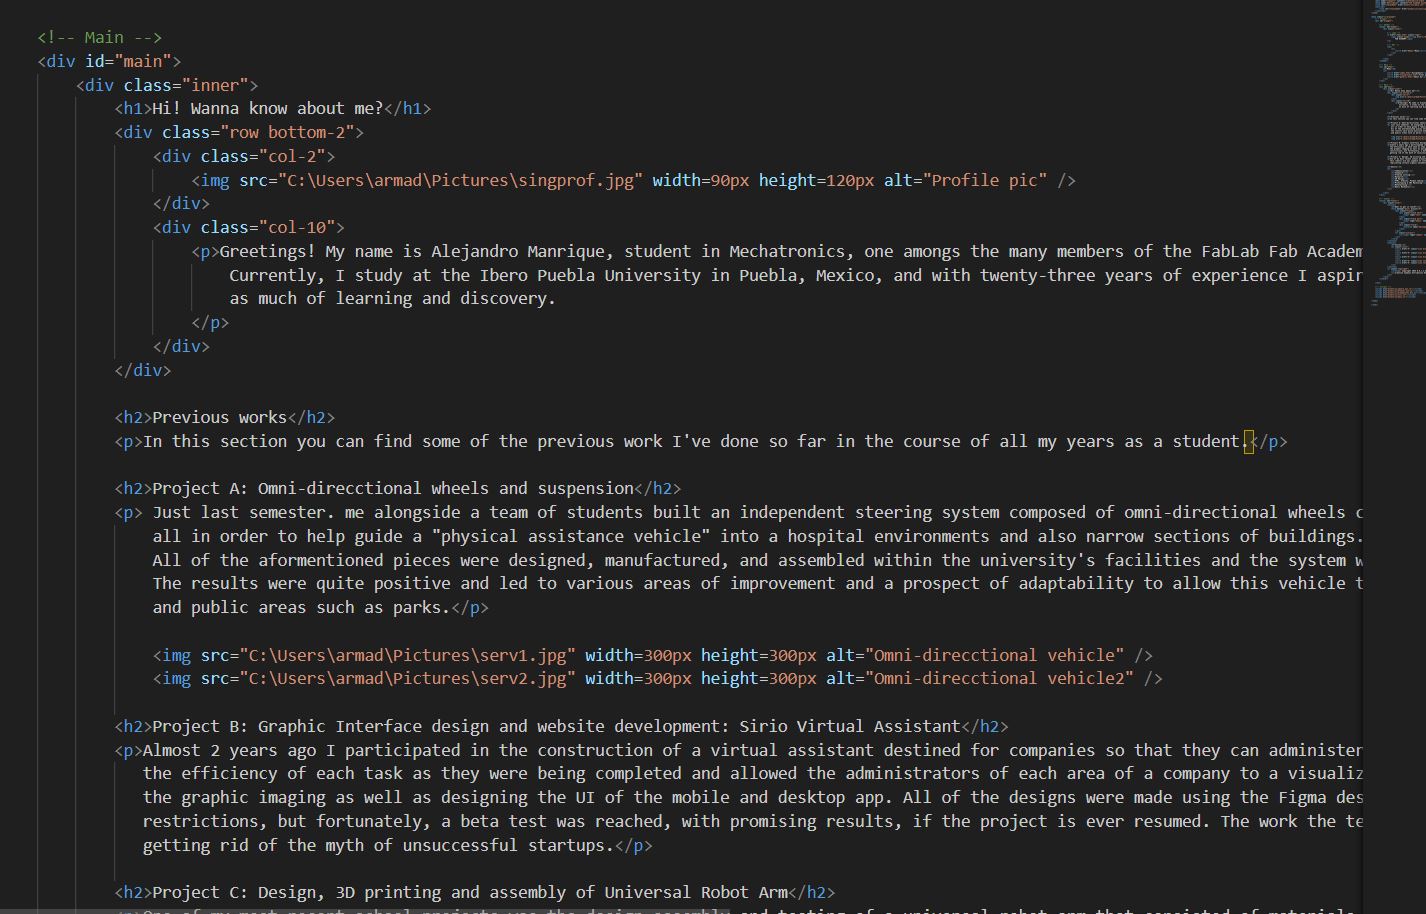 <!-- Main -->
<div id="main">
<div class="inner">
<h1>Hi! Wanna know about me?</h1>
<div class="row bottom-2">
<div class="col-2">
<img src="C:\Users\armad\Pictures\singprof.jpg" width=90px height=120px alt="Profile pic" />
</div>
<div class="col-10">
<p>Greetings! My name is Alejandro Manrique, student in Mechatronics, one amongs the many members of the FabLab Fab Academ
Currently, I study at the Ibero Puebla University in Puebla, Mexico, and with twenty-three years of experience I aspir
as much of learning and discovery.
</p>
</div>
</div>
<h2>Previous works</h2>
<p>In this section you can find some of the previous work I've done so far in the course of all my years as a student.</p>
<h2>Project A: Omni-direcctional wheels and suspension</h2>
<p> Just last semester. me alongside a team of students built an independent steering system composed of omni-directional wheels c
all in order to help guide a "physical assistance vehicle" into a hospital environments and also narrow sections of buildings.
All of the aformentioned pieces were designed, manufactured, and assembled within the university's facilities and the system w
The results were quite positive and led to various areas of improvement and a prospect of adaptability to allow this vehicle t
and public areas such as parks.</p>
<img src="C:\Users\armad\Pictures\serv1.jpg" width=300px height=300px alt="Omni-direcctional vehicle" />
<img src="C:\Users\armad\Pictures\serv2.jpg" width=300px height=300px alt="Omni-direcctional vehicle2" />
<h2>Project B: Graphic Interface design and website development: Sirio Virtual Assistant</h2>
<p>Almost 2 years ago I participated in the construction of a virtual assistant destined for companies so that they can administer
the efficiency of each task as they were being completed and allowed the administrators of each area of a company to a visualiz
the graphic imaging as well as designing the UI of the mobile and desktop app. All of the designs were made using the Figma des
restrictions, but fortunately, a beta test was reached, with promising results, if the project is ever resumed. The work the te
getting rid of the myth of unsuccessful startups.</p>
<h2>Project C: Design, 3D printing and assembly of Universal Robot Arm</h2>